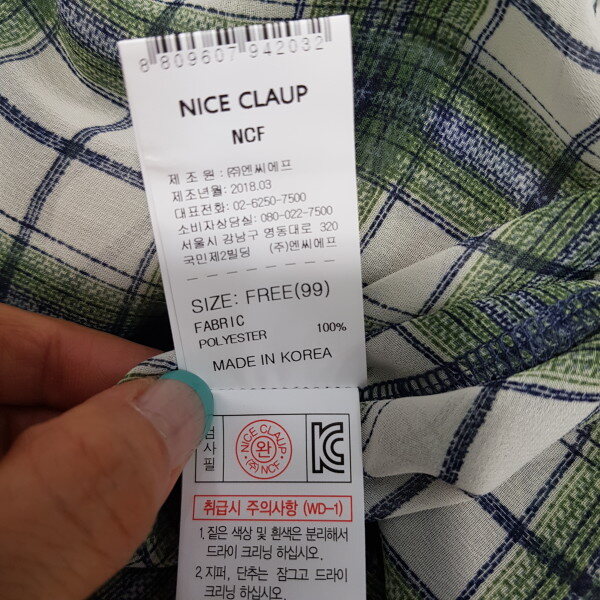 8 809607 942032
NICE CLAUP
NCF
제 조 원 : (주)엔씨에프
제조년월: 2018.03
대표전화: 02-6250-7500
소비자상담실: 080-022-7500
서울시 강남구 영동대로 320
국민제2빌딩 (주)엔씨에프
SIZE: FREE(99)
FABRIC
POLYESTER 100%
MADE IN KOREA
검사필
NICE CLAUP
완
(주)NCF
KC
취급시 주의사항 (WD-1)
1. 짙은 색상 및 흰색은 분리해서
드라이 크리닝 하십시오.
2. 지퍼, 단추는 잠그고 드라이
크리닝 하십시오.